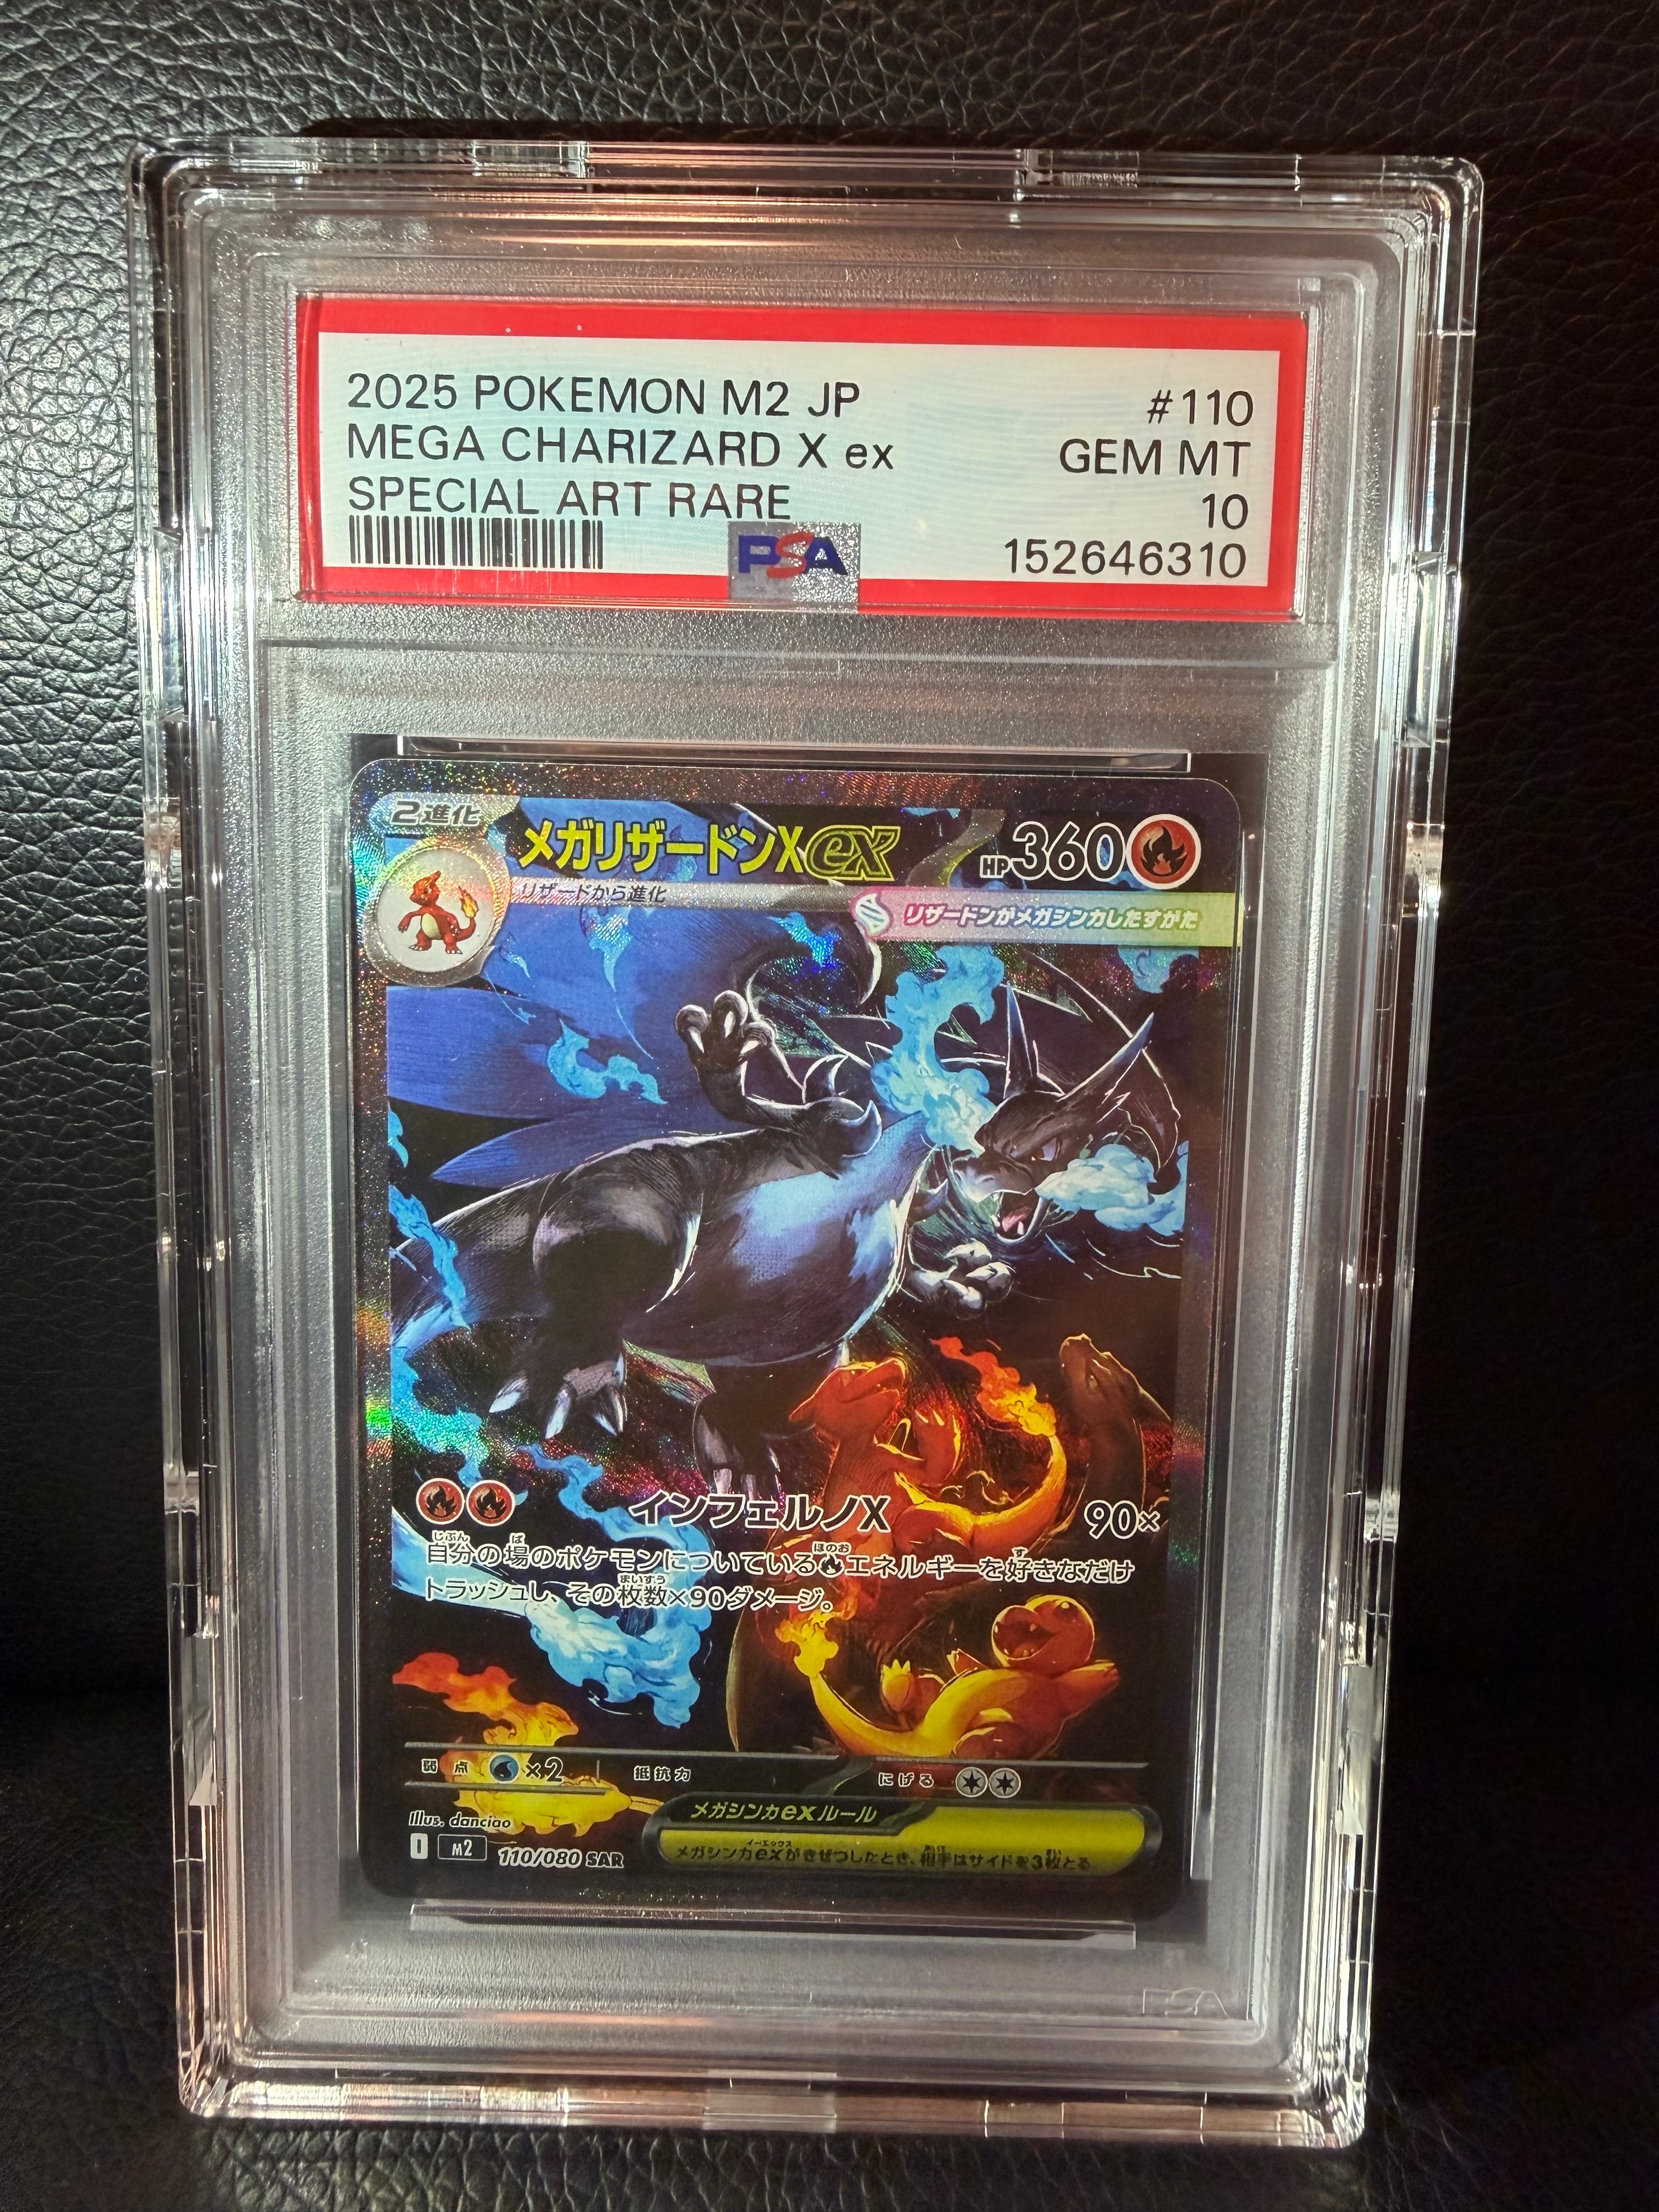 2025 POKEMON M2 JP #110
MEGA CHARIZARD X ex GEM MT
SPECIAL ART RARE 10
PSA 152646310
2進化 メガリザードンXex HP360
リザードから進化
リザードンがメガシンカしたすがた
インフェルノX 90×
自分の場のポケモンについているエネルギーを好きなだけ
トラッシュし、その枚数×90ダメージ。
弱点 ×2 抵抗力 にげる
メガシンカexルール
メガシンカexがきぜつしたとき、相手はサイドを3枚とる
Illus. danciao
I M2 110/080 SAR
PSA